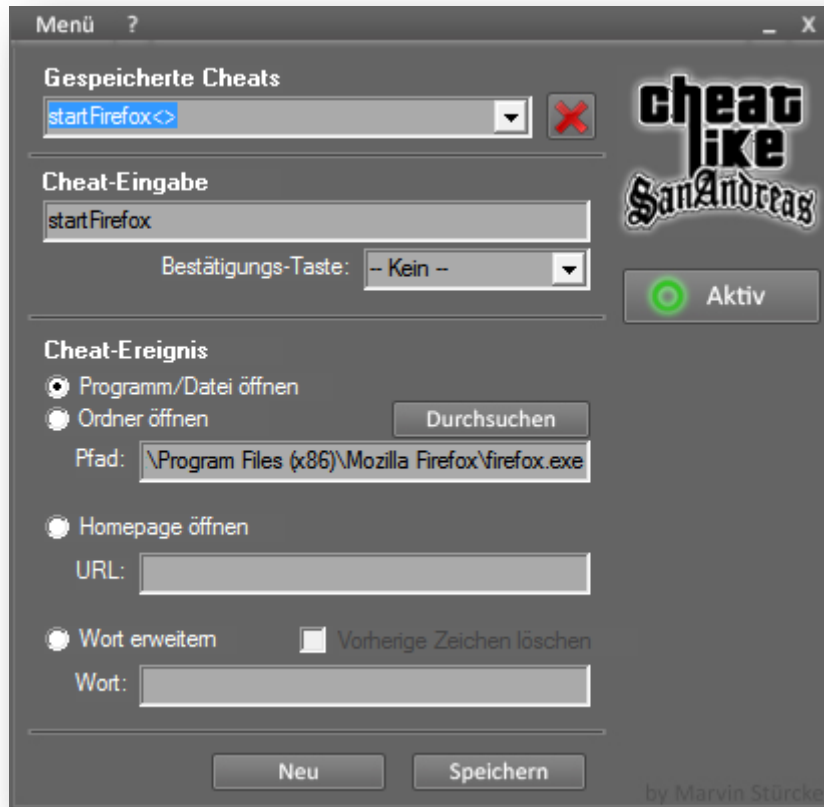 Menü ? _ X
Gespeicherte Cheats
startFirefox<>
cheat
like
SanAndreas
Cheat-Eingabe
startFirefox
Bestätigungs-Taste: -- Kein --
Aktiv
Cheat-Ereignis
Programm/Datei öffnen
Ordner öffnen Durchsuchen
Pfad: \Program Files (x86)\Mozilla Firefox\firefox.exe
Homepage öffnen
URL:
Wort erweitern Vorherige Zeichen löschen
Wort:
Neu Speichern
by Marvin Stürcke